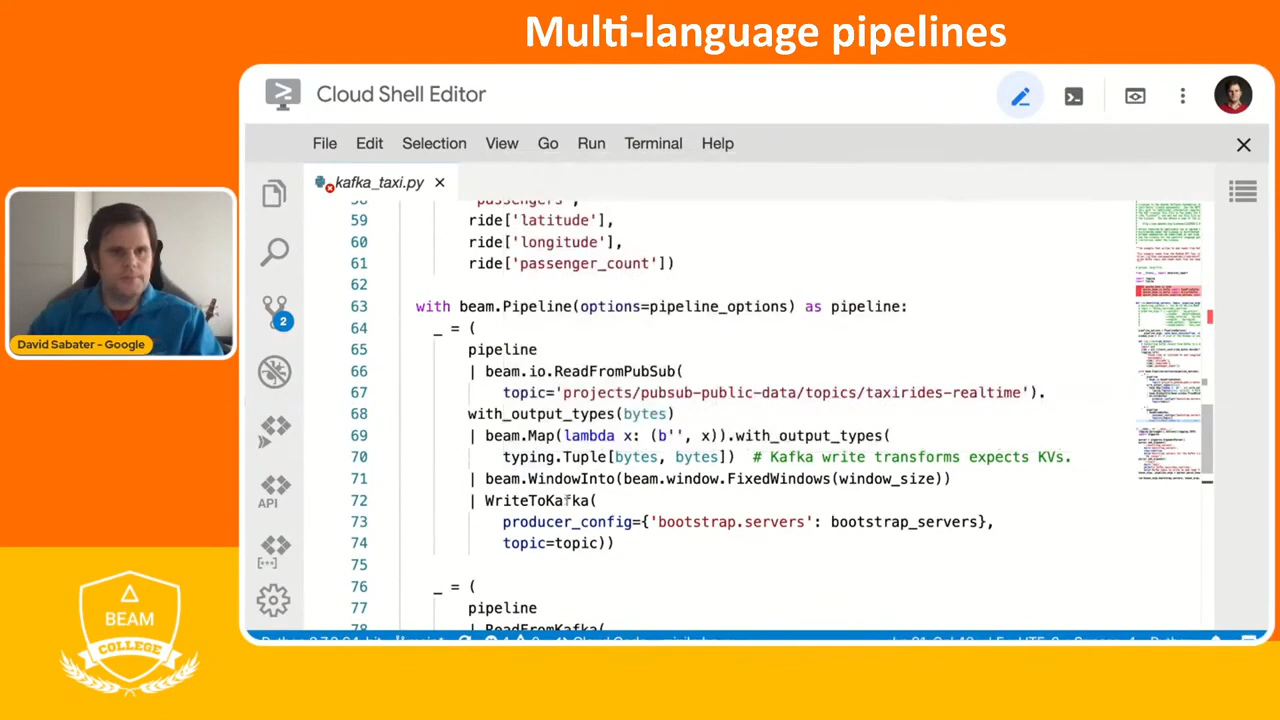 Multi-language pipelines
Cloud Shell Editor
File Edit Selection View Go Run Terminal Help
kafka_taxi.py
59 ride['latitude'],
60 ride['longitude'],
61 ride['passenger_count'])
62
63 with beam.Pipeline(options=pipeline_options) as pipeline:
64 _ = (
65 pipeline
66 | beam.io.ReadFromPubSub(
67 topic='projects/pubsub-public-data/topics/taxirides-realtime').
68 with_output_types(bytes)
69 | beam.Map(lambda x: (b'', x)).with_output_types(
70 typing.Tuple[bytes, bytes]) # Kafka write transforms expects KVs.
71 | beam.WindowInto(beam.window.FixedWindows(window_size))
72 | WriteToKafka(
73 producer_config={'bootstrap.servers': bootstrap_servers},
74 topic=topic))
75
76 _ = (
77 pipeline
78 | ReadFromKafka(
2
API
David Sabater - Google
BEAM
COLLEGE